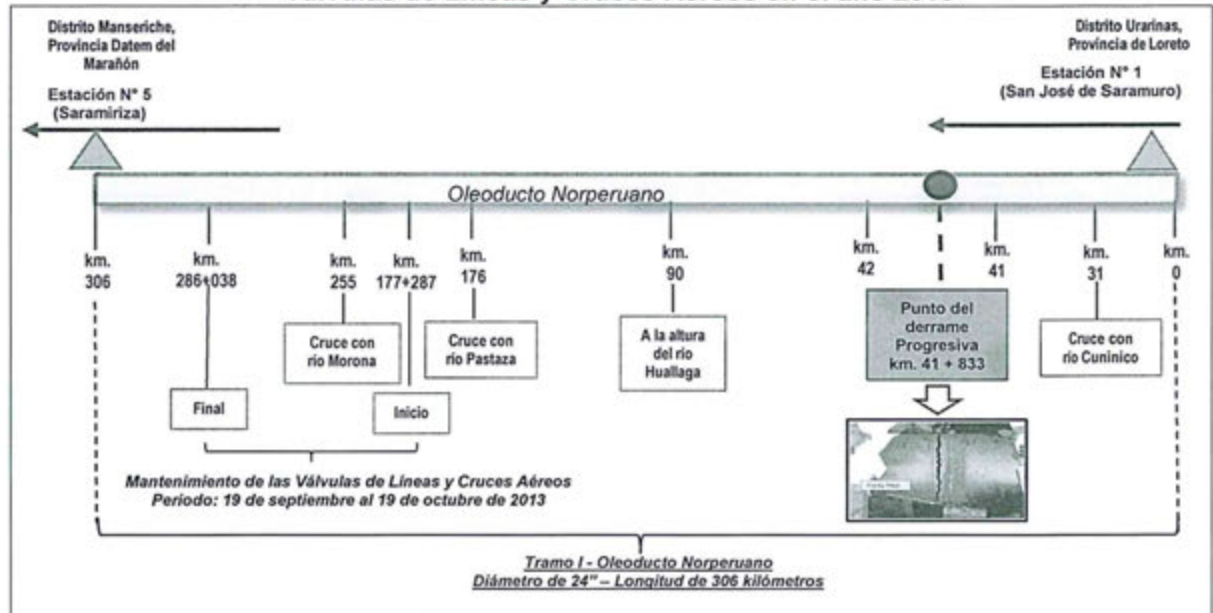 Distrito Manseriche,
Provincia Datem del
Marañón
Estación N° 5
(Saramiriza)
Distrito Urarinas,
Provincia de Loreto
Estación N° 1
(San José de Saramuro)
Oleoducto Norperuano
km.
306
km.
286+038
km.
255
km.
177+287
km.
176
km.
90
km.
42
km.
41
km.
31
km.
0
Final
Cruce con
río Morona
Inicio
Cruce con
río Pastaza
A la altura
del río
Huallaga
Punto del
derrame
Progresiva
km. 41 + 833
Cruce con
río Cuninico
Mantenimiento de las Válvulas de Líneas y Cruces Aéreos
Periodo: 19 de septiembre al 19 de octubre de 2013
Tramo I - Oleoducto Norperuano
Diámetro de 24" – Longitud de 306 kilómetros